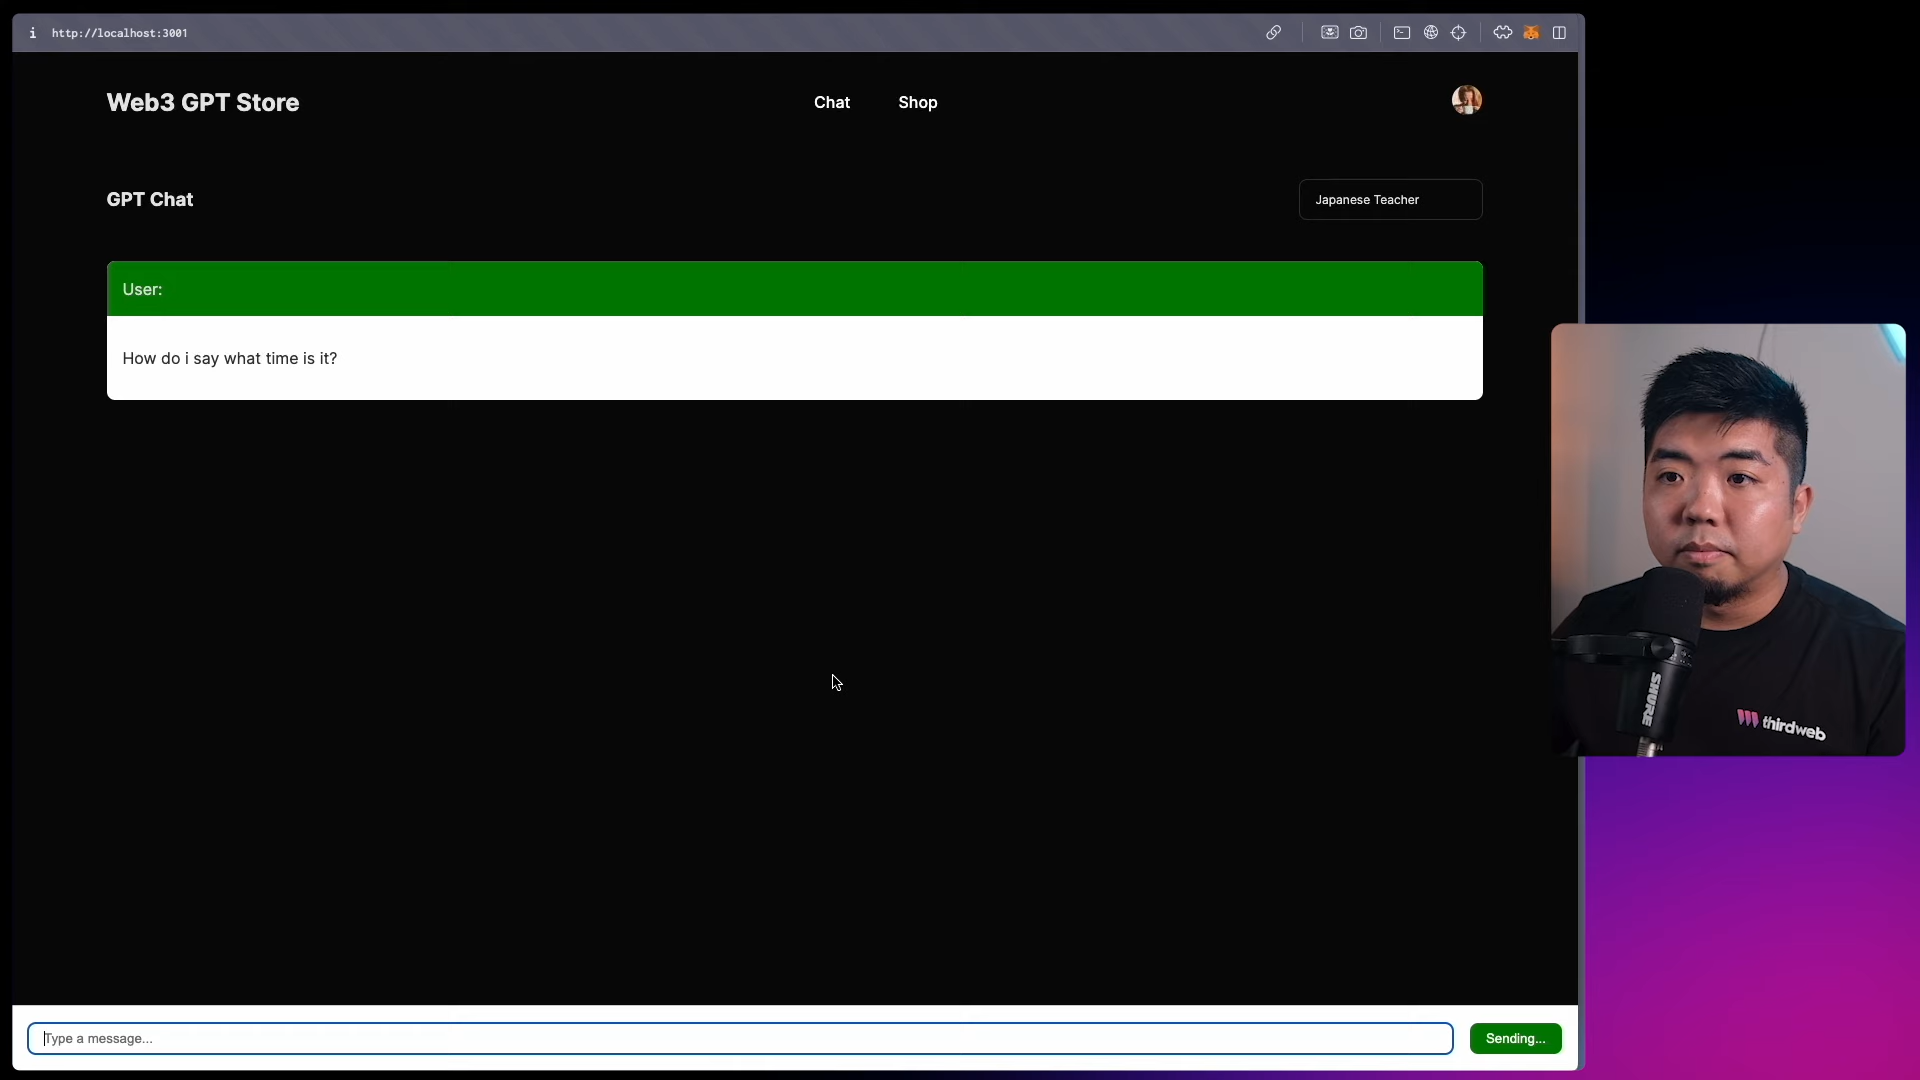 i http://localhost:3001
Web3 GPT Store
Chat
Shop
GPT Chat
Japanese Teacher
User:
How do i say what time is it?
SHURE
thirdweb
Type a message...
Sending...